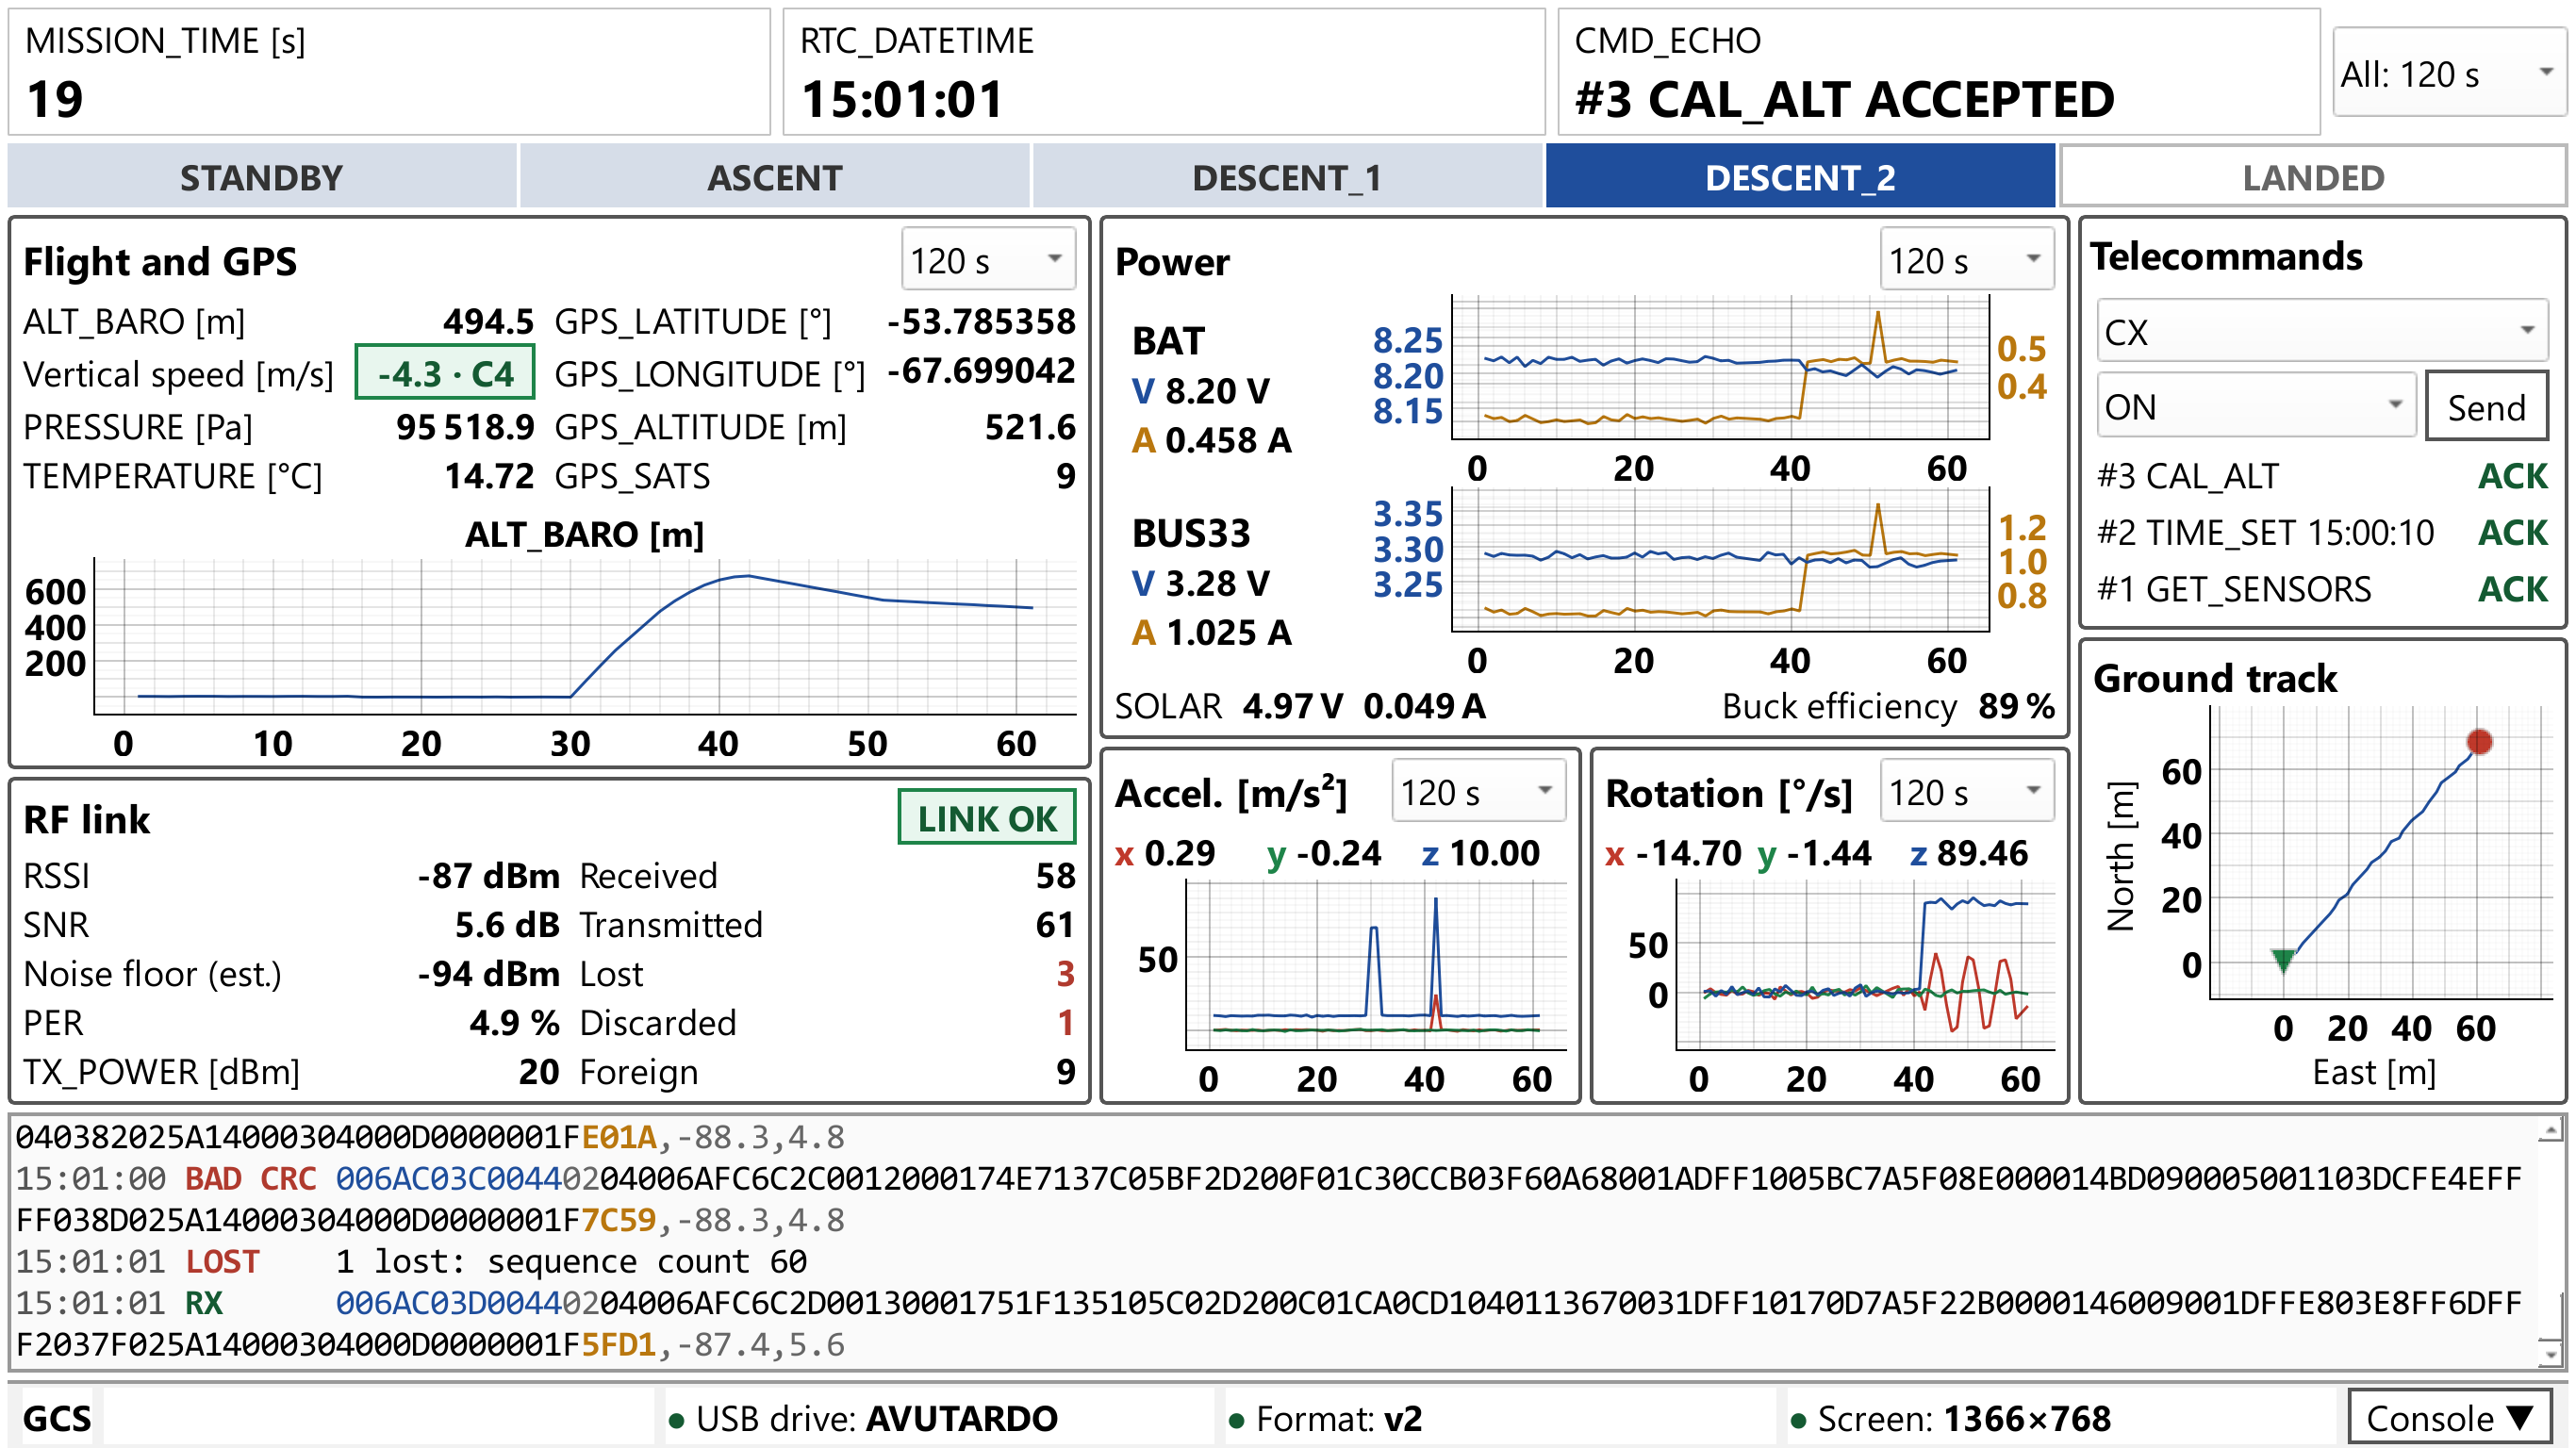 MISSION_TIME [s]
19
RTC_DATETIME
15:01:01
CMD_ECHO
#3 CAL_ALT ACCEPTED
All: 120 s
STANDBY
ASCENT
DESCENT_1
DESCENT_2
LANDED
Flight and GPS
120 s
ALT_BARO [m] 494.5 GPS_LATITUDE [°] -53.785358
Vertical speed [m/s] -4.3 · C4 GPS_LONGITUDE [°] -67.699042
PRESSURE [Pa] 95 518.9 GPS_ALTITUDE [m] 521.6
TEMPERATURE [°C] 14.72 GPS_SATS 9
ALT_BARO [m]
600
400
200
0 10 20 30 40 50 60
RF link
LINK OK
RSSI -87 dBm Received 58
SNR 5.6 dB Transmitted 61
Noise floor (est.) -94 dBm Lost 3
PER 4.9 % Discarded 1
TX_POWER [dBm] 20 Foreign 9
Power
120 s
BAT
V 8.20 V
A 0.458 A
8.25
8.20
8.15
0.5
0.4
0 20 40 60
BUS33
V 3.28 V
A 1.025 A
3.35
3.30
3.25
1.2
1.0
0.8
0 20 40 60
SOLAR 4.97 V 0.049 A Buck efficiency 89 %
Accel. [m/s²]
120 s
x 0.29 y -0.24 z 10.00
50
0 20 40 60
Rotation [°/s]
120 s
x -14.70 y -1.44 z 89.46
50
0
0 20 40 60
Telecommands
CX
ON
Send
#3 CAL_ALT ACK
#2 TIME_SET 15:00:10 ACK
#1 GET_SENSORS ACK
Ground track
North [m]
60
40
20
0
0 20 40 60
East [m]
040382025A14000304000D0000001FE01A,-88.3,4.8
15:01:00 BAD CRC 006AC03C00440204006AFC6C2C0012000174E7137C05BF2D200F01C30CCB03F60A68001ADFF1005BC7A5F08E000014BD090005001103DCFE4EFF
FF038D025A14000304000D0000001F7C59,-88.3,4.8
15:01:01 LOST 1 lost: sequence count 60
15:01:01 RX 006AC03D00440204006AFC6C2D00130001751F135105C02D200C01CA0CD1040113670031DFF10170D7A5F22B0000146009001DFFE803E8FF6DFF
F2037F025A14000304000D0000001F5FD1,-87.4,5.6
GCS
● USB drive: AVUTARDO
● Format: v2
● Screen: 1366×768
Console ▼